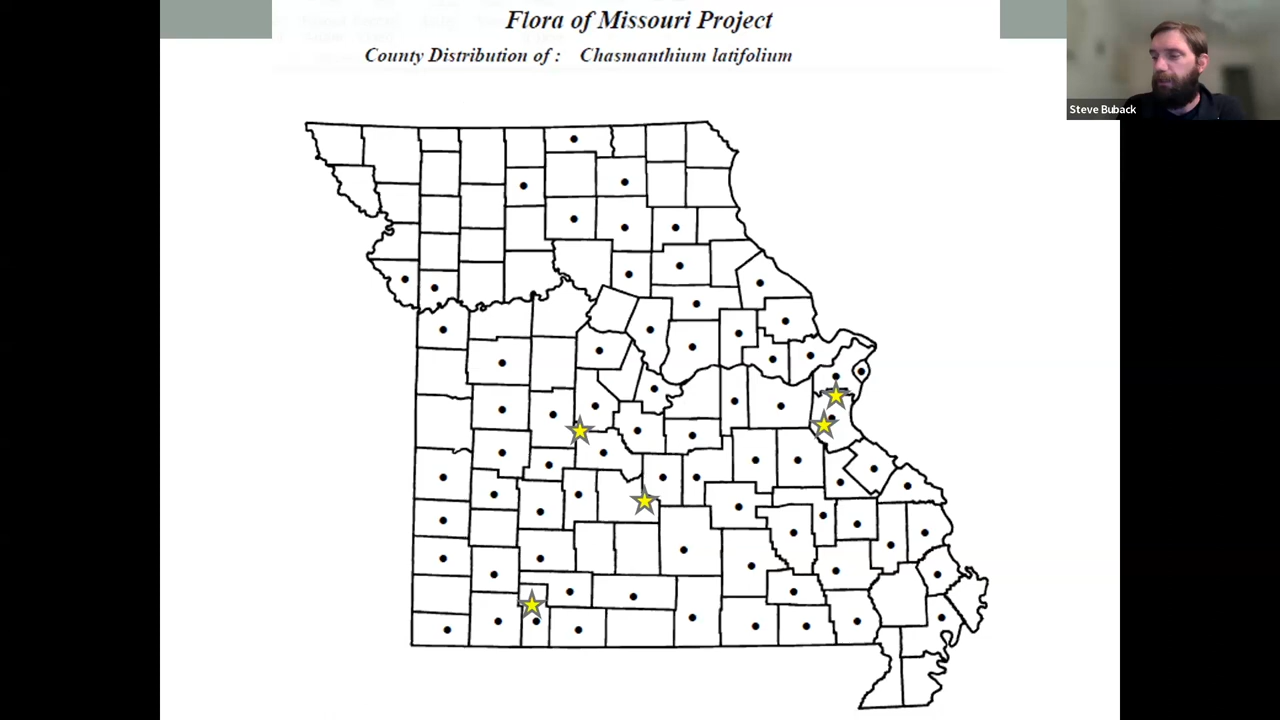 Flora of Missouri Project
County Distribution of : Chasmanthium latifolium
Steve Buback